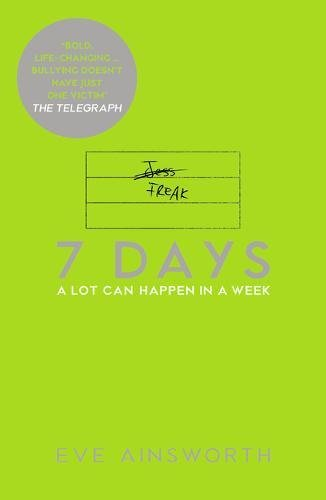 "BOLD,
LIFE-CHANGING ...
BULLYING DOESN'T
HAVE JUST
ONE VICTIM"
THE TELEGRAPH
Jess
FREAK
7 DAYS
A LOT CAN HAPPEN IN A WEEK
EVE AINSWORTH